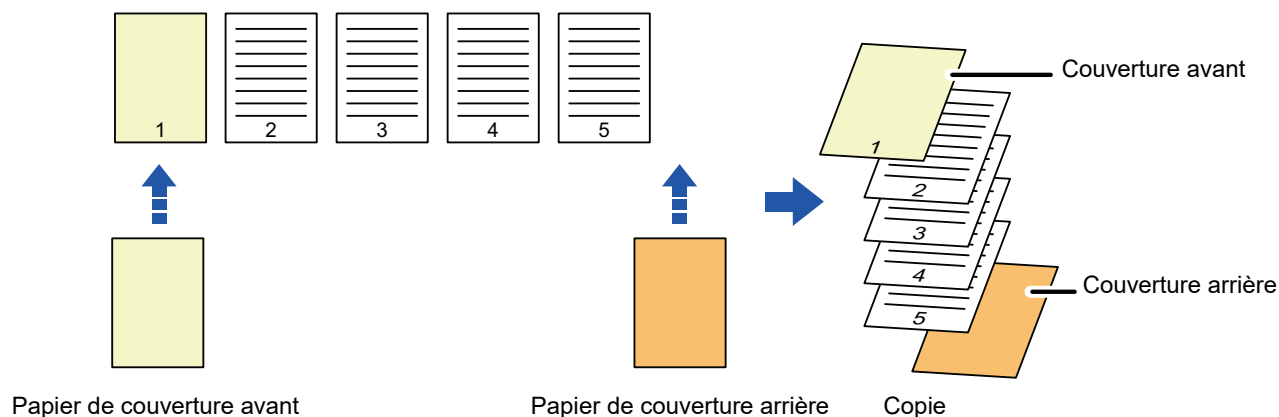 1 2 3 4 5
Couverture avant
1
2
3
4
5
Couverture arrière
Papier de couverture avant
Papier de couverture arrière
Copie